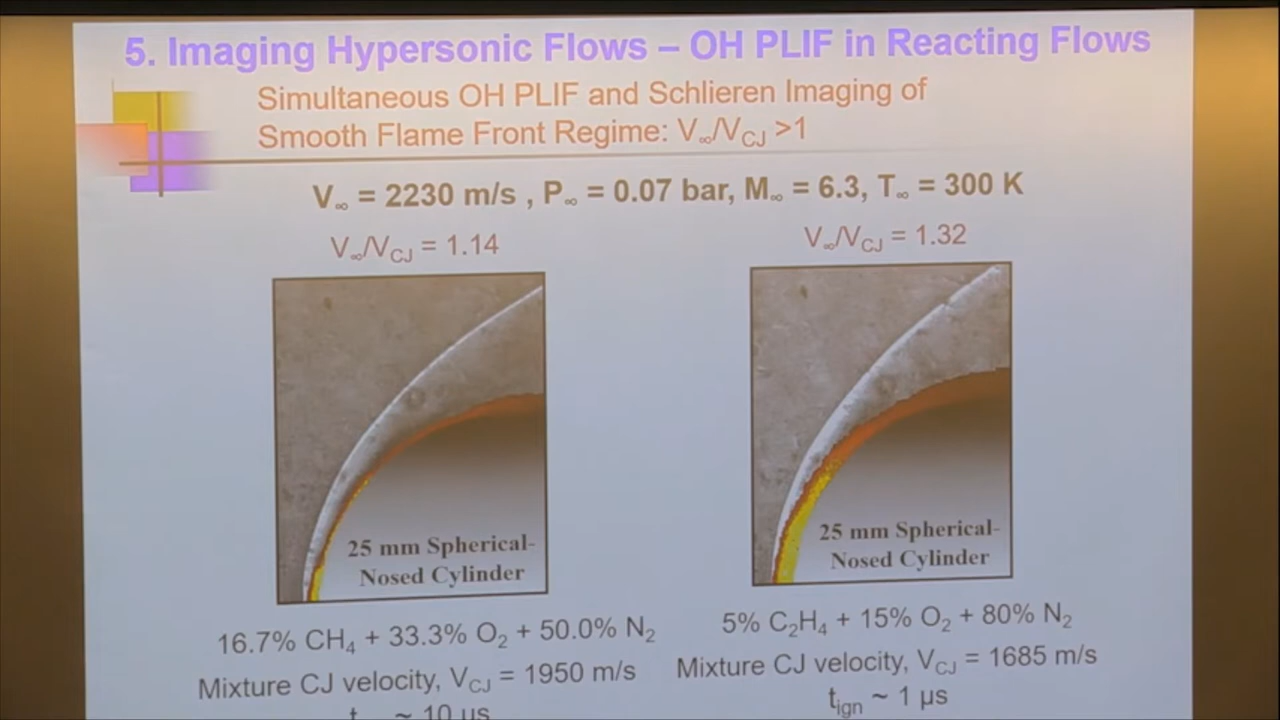 5. Imaging Hypersonic Flows – OH PLIF in Reacting Flows
Simultaneous OH PLIF and Schlieren Imaging of
Smooth Flame Front Regime: V∞/VCJ >1
V∞ = 2230 m/s , P∞ = 0.07 bar, M∞ = 6.3, T∞ = 300 K
V∞/VCJ = 1.14
V∞/VCJ = 1.32
25 mm Spherical-
Nosed Cylinder
25 mm Spherical-
Nosed Cylinder
16.7% CH4 + 33.3% O2 + 50.0% N2
Mixture CJ velocity, VCJ = 1950 m/s
~ 10 µs
5% C2H4 + 15% O2 + 80% N2
Mixture CJ velocity, VCJ = 1685 m/s
tign ~ 1 µs